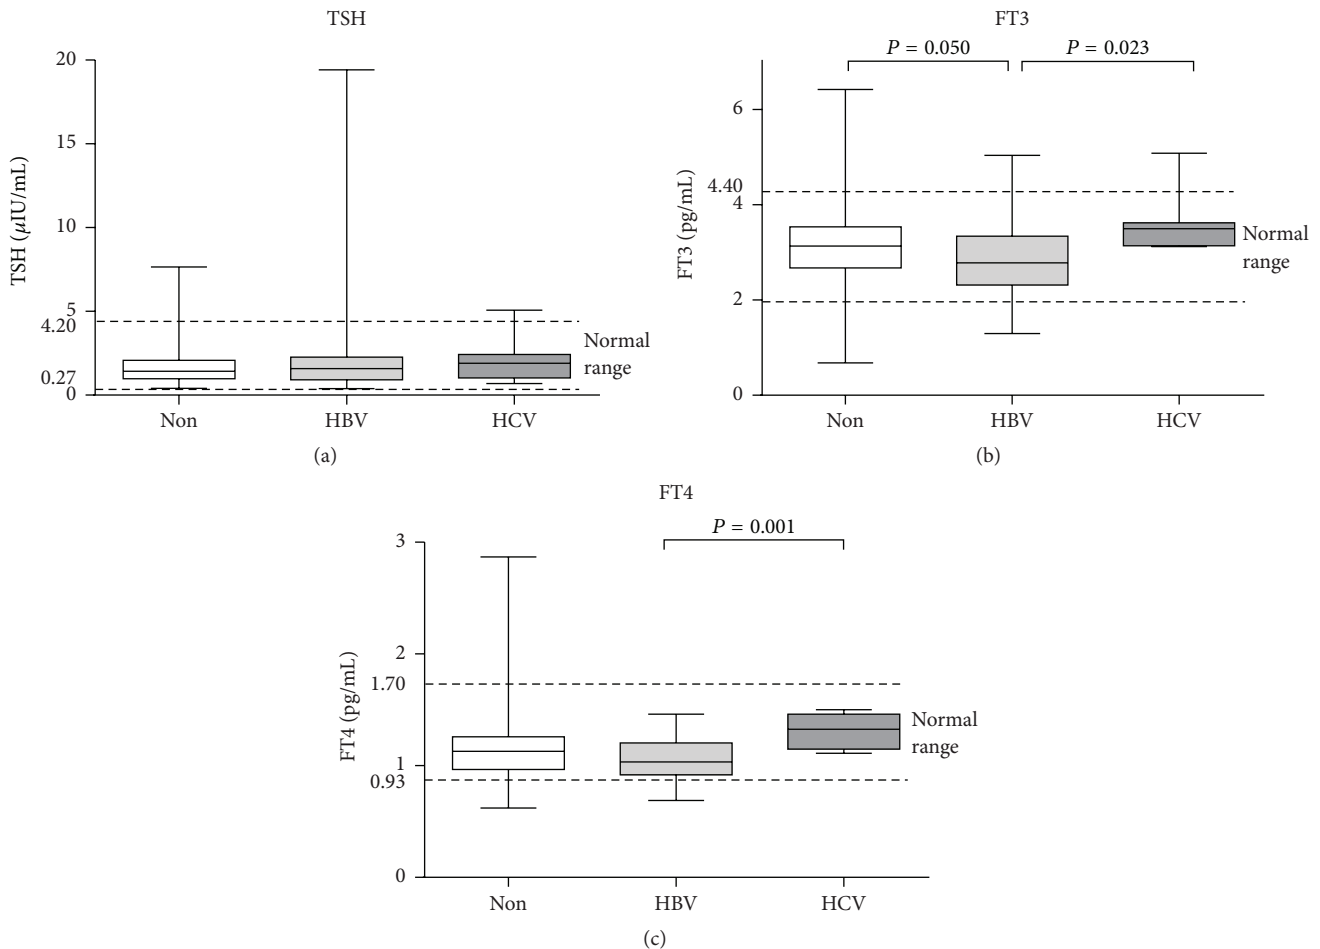 TSH
20
15
10
5
4.20
0.27
0
TSH (μIU/mL)
Normal
range
Non HBV HCV
(a)
FT3
P = 0.050 P = 0.023
6
4.40
4
2
0
FT3 (pg/mL)
Normal
range
Non HBV HCV
(b)
FT4
P = 0.001
3
2
1.70
1
0.93
0
FT4 (pg/mL)
Normal
range
Non HBV HCV
(c)